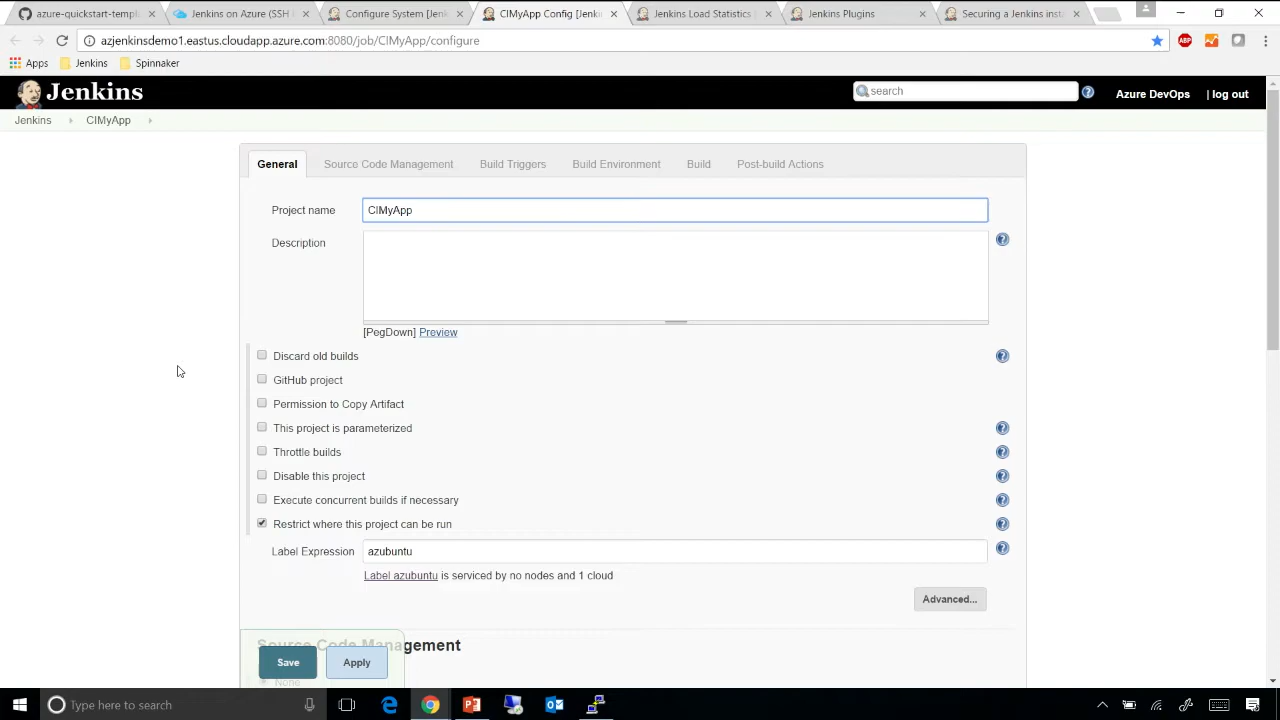 azure-quickstart-templ
Jenkins on Azure (SSH A
Configure System [Jenk
CIMyApp Config [Jenkins
Jenkins Load Statistics [
Jenkins Plugins
Securing a Jenkins insta
azjenkinsdemo1.eastus.cloudapp.azure.com:8080/job/CIMyApp/configure
ABP
Apps
Jenkins
Spinnaker
Jenkins
search
Azure DevOps
| log out
Jenkins
CIMyApp
General
Source Code Management
Build Triggers
Build Environment
Build
Post-build Actions
Project name
CIMyApp
Description
[PegDown] Preview
Discard old builds
GitHub project
Permission to Copy Artifact
This project is parameterized
Throttle builds
Disable this project
Execute concurrent builds if necessary
Restrict where this project can be run
Label Expression
azubuntu
Label azubuntu is serviced by no nodes and 1 cloud
Advanced...
Source Code Management
Save
Apply
None
Type here to search